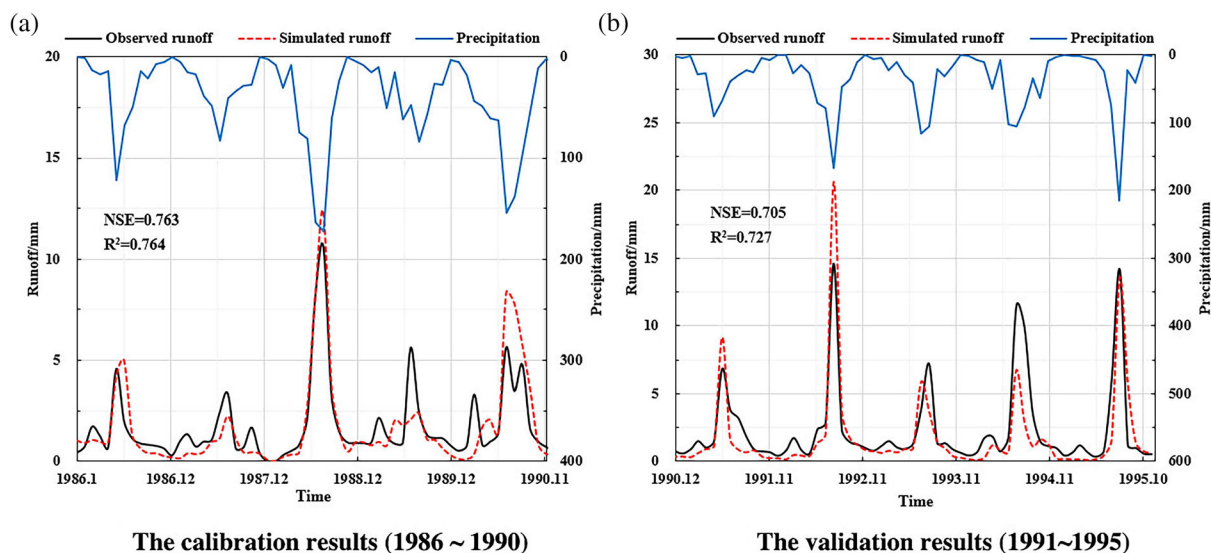 (a)
Observed runoff Simulated runoff Precipitation
20
15
10
5
0
Runoff/mm
0
100
200
300
400
Precipitation/mm
NSE=0.763
R²=0.764
1986.1 1986.12 1987.12 1988.12 1989.12 1990.11
Time
The calibration results (1986 ~ 1990)
(b)
Observed runoff Simulated runoff Precipitation
30
25
20
15
10
5
0
Runoff/mm
0
100
200
300
400
500
600
Precipitation/mm
NSE=0.705
R²=0.727
1990.12 1991.11 1992.11 1993.11 1994.11 1995.10
Time
The validation results (1991~1995)